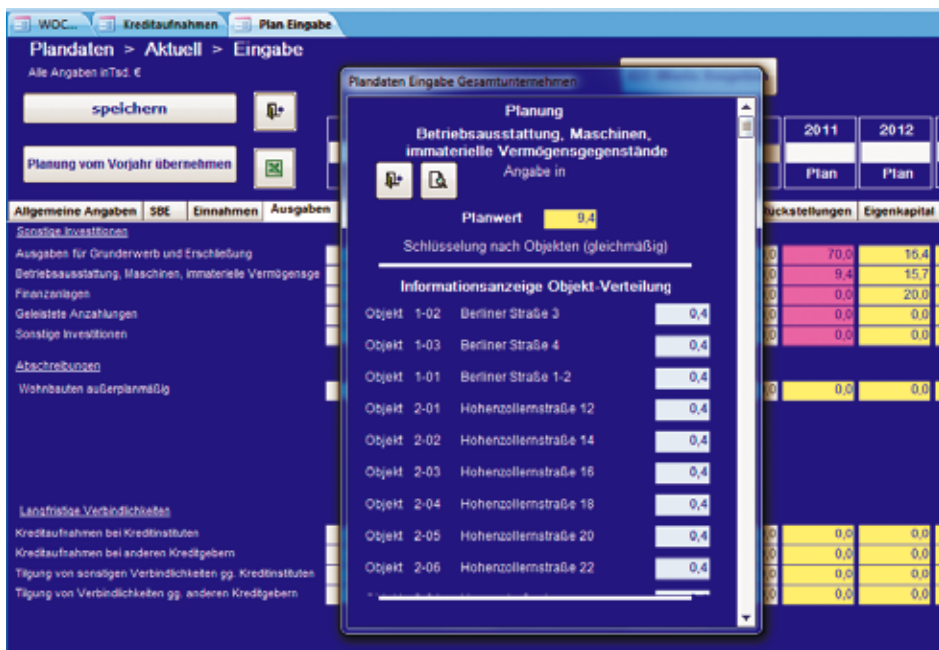 WOC... Kreditaufnahmen Plan Eingabe
Plandaten > Aktuell > Eingabe
Alle Angaben inTsd. €
speichern
Planung vom Vorjahr übernehmen
2011 2012
Plan Plan
Allgemeine Angaben SBE Einnahmen Ausgaben ückstellungen Eigenkapital
Sonstige Investitionen
Ausgaben für Grunderwerb und Erschließung 70,0 16,4
Betriebsausstattung, Maschinen, immaterielle Vermögensge 9,4 15,7
Finanzanlagen 0,0 20,0
Geleistete Anzahlungen 0,0 0,0
Sonstige Investitionen 0,0 0,0
Abschreibungen
Wohnbauten außerplanmäßig 0,0 0,0
Langfristige Verbindlichkeiten
Kreditaufnahmen bei Kreditinstituten 0,0 0,0
Kreditaufnahmen bei anderen Kreditgebern 0,0 0,0
Tilgung von sonstigen Verbindlichkeiten gg. Kreditinstituten 0,0 0,0
Tilgung von Verbindlichkeiten gg. anderen Kreditgebern 0,0 0,0
Plandaten Eingabe Gesamtunternehmen
Planung
Betriebsausstattung, Maschinen,
immaterielle Vermögensgegenstände
Angabe in
Planwert 9,4
Schlüsselung nach Objekten (gleichmäßig)
Informationsanzeige Objekt-Verteilung
Objekt 1-02 Berliner Straße 3 0,4
Objekt 1-03 Berliner Straße 4 0,4
Objekt 1-01 Berliner Straße 1-2 0,4
Objekt 2-01 Hohenzollernstraße 12 0,4
Objekt 2-02 Hohenzollernstraße 14 0,4
Objekt 2-03 Hohenzollernstraße 16 0,4
Objekt 2-04 Hohenzollernstraße 18 0,4
Objekt 2-05 Hohenzollernstraße 20 0,4
Objekt 2-06 Hohenzollernstraße 22 0,4